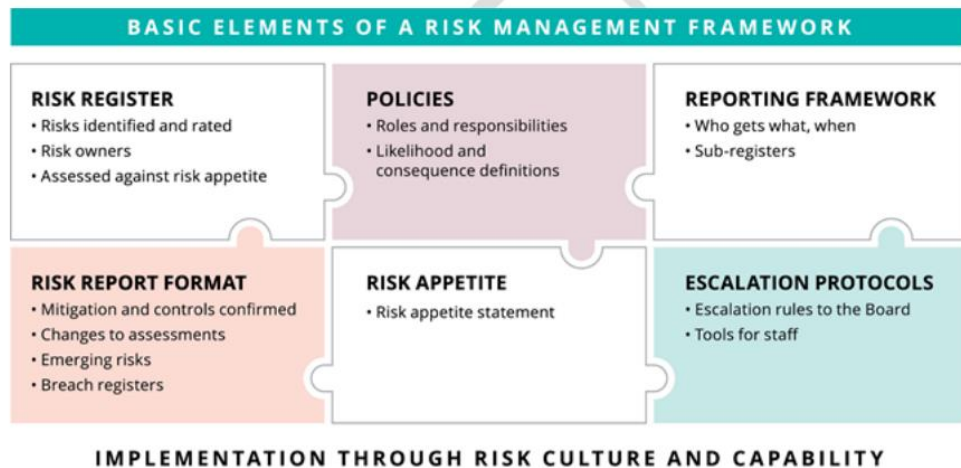 BASIC ELEMENTS OF A RISK MANAGEMENT FRAMEWORK
RISK REGISTER
• Risks identified and rated
• Risk owners
• Assessed against risk appetite
POLICIES
• Roles and responsibilities
• Likelihood and
consequence definitions
REPORTING FRAMEWORK
• Who gets what, when
• Sub-registers
RISK REPORT FORMAT
• Mitigation and controls confirmed
• Changes to assessments
• Emerging risks
• Breach registers
RISK APPETITE
• Risk appetite statement
ESCALATION PROTOCOLS
• Escalation rules to the Board
• Tools for staff
IMPLEMENTATION THROUGH RISK CULTURE AND CAPABILITY